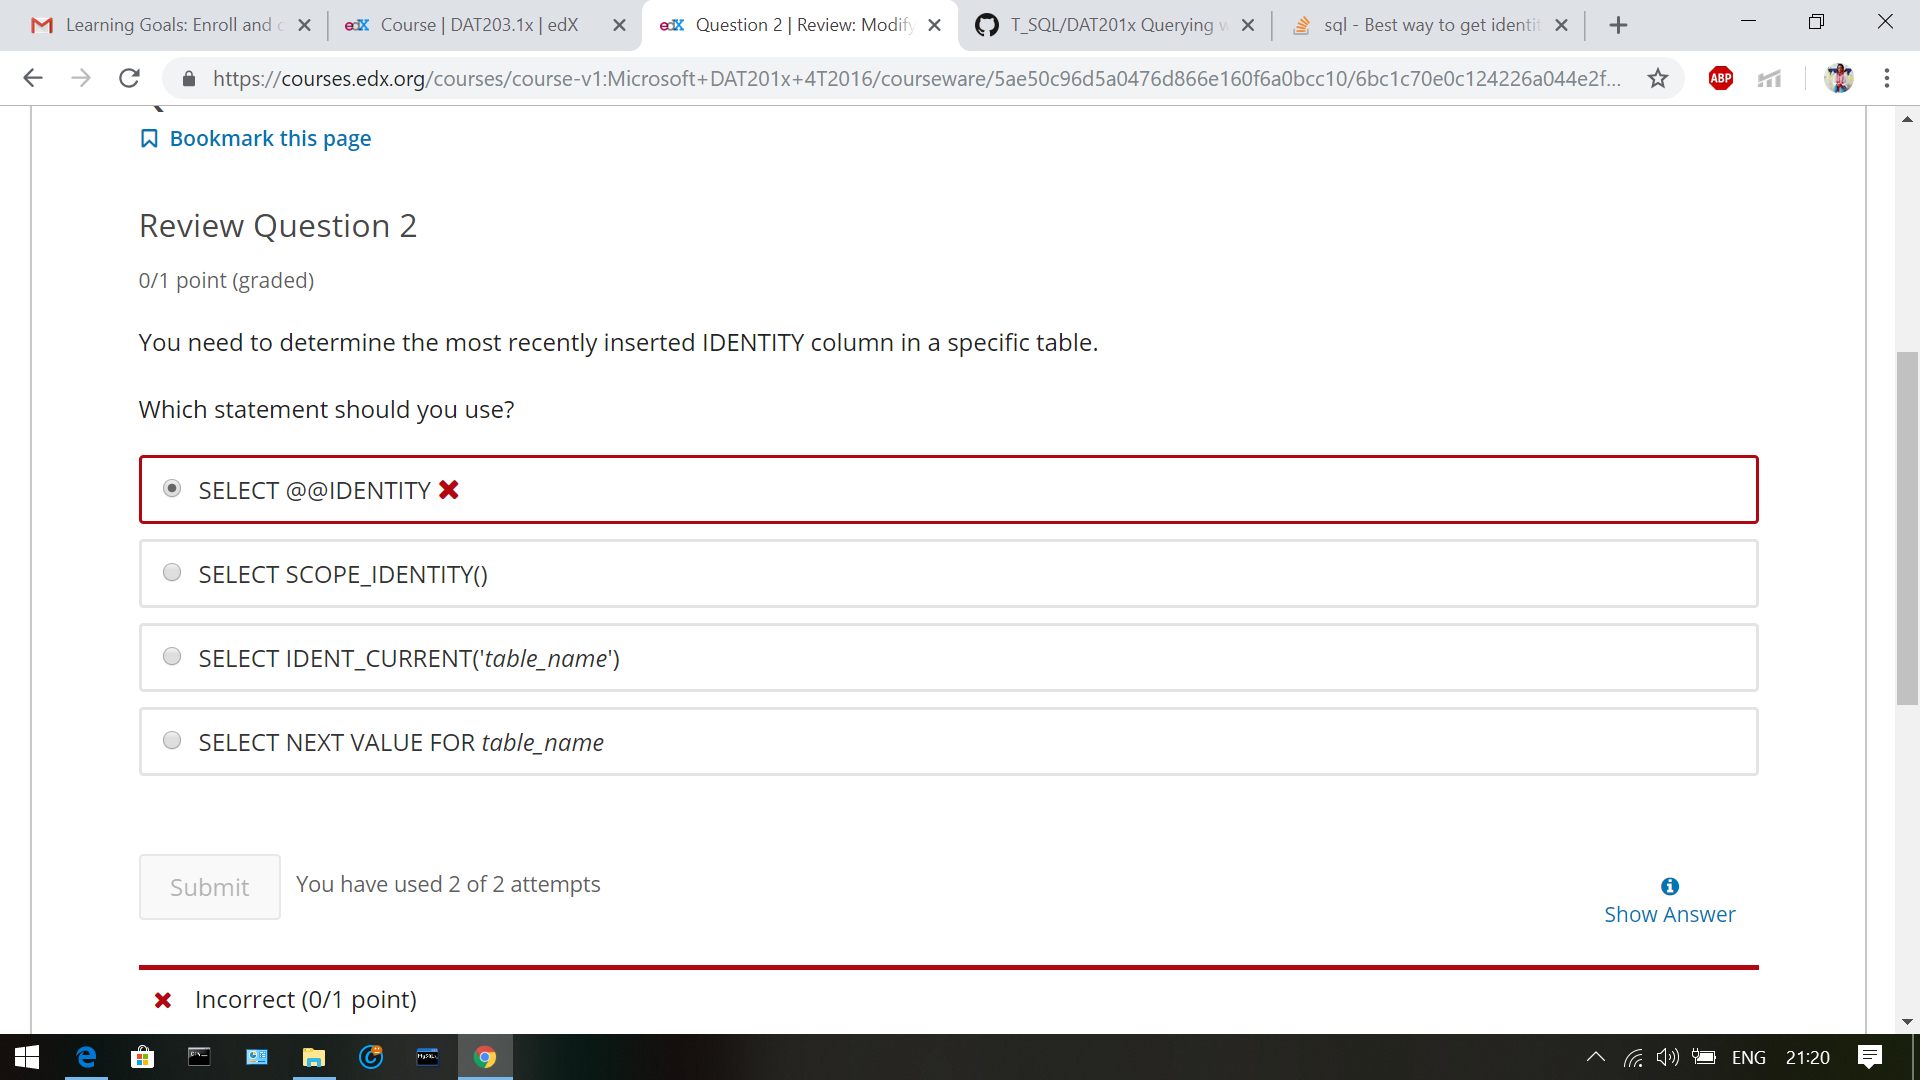 Learning Goals: Enroll and
Course | DAT203.1x | edX
Question 2 | Review: Modify
T_SQL/DAT201x Querying w
sql - Best way to get identit
https://courses.edx.org/courses/course-v1:Microsoft+DAT201x+4T2016/courseware/5ae50c96d5a0476d866e160f6a0bcc10/6bc1c70e0c124226a044e2f...
ABP
Bookmark this page
Review Question 2
0/1 point (graded)
You need to determine the most recently inserted IDENTITY column in a specific table.
Which statement should you use?
SELECT @@IDENTITY
SELECT SCOPE_IDENTITY()
SELECT IDENT_CURRENT('table_name')
SELECT NEXT VALUE FOR table_name
Submit
You have used 2 of 2 attempts
Show Answer
Incorrect (0/1 point)
ENG
21:20